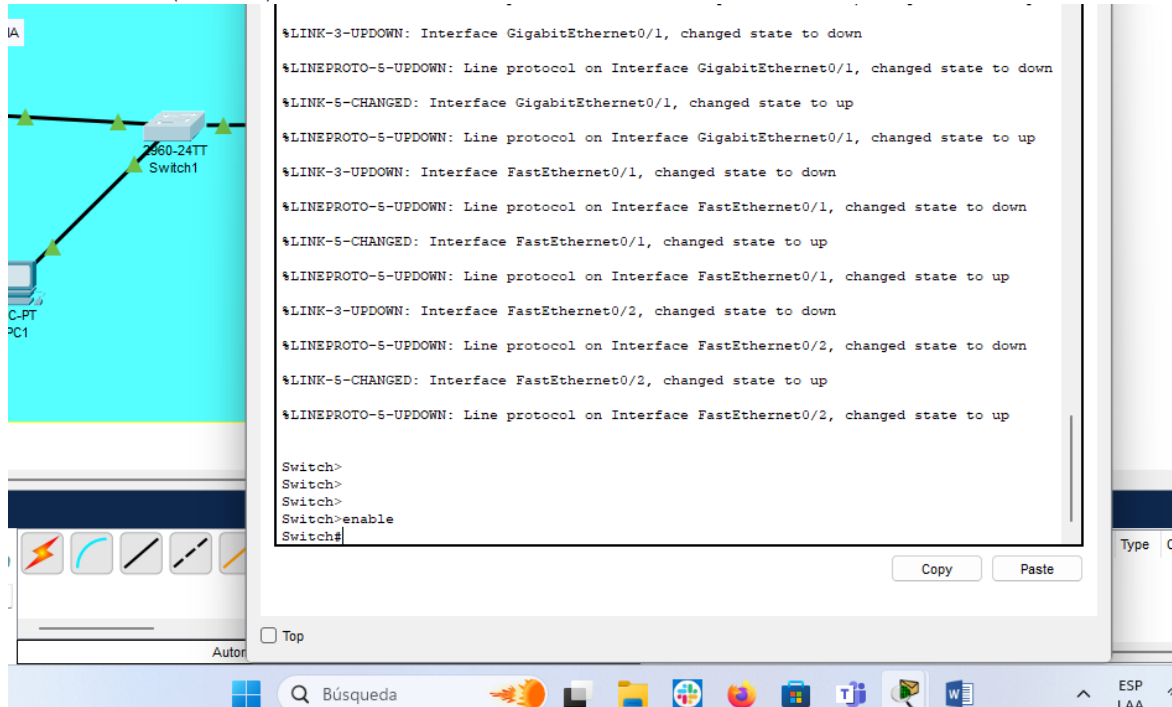 IA
%LINK-3-UPDOWN: Interface GigabitEthernet0/1, changed state to down
%LINEPROTO-5-UPDOWN: Line protocol on Interface GigabitEthernet0/1, changed state to down
%LINK-5-CHANGED: Interface GigabitEthernet0/1, changed state to up
%LINEPROTO-5-UPDOWN: Line protocol on Interface GigabitEthernet0/1, changed state to up
%LINK-3-UPDOWN: Interface FastEthernet0/1, changed state to down
%LINEPROTO-5-UPDOWN: Line protocol on Interface FastEthernet0/1, changed state to down
%LINK-5-CHANGED: Interface FastEthernet0/1, changed state to up
%LINEPROTO-5-UPDOWN: Line protocol on Interface FastEthernet0/1, changed state to up
%LINK-3-UPDOWN: Interface FastEthernet0/2, changed state to down
%LINEPROTO-5-UPDOWN: Line protocol on Interface FastEthernet0/2, changed state to down
%LINK-5-CHANGED: Interface FastEthernet0/2, changed state to up
%LINEPROTO-5-UPDOWN: Line protocol on Interface FastEthernet0/2, changed state to up
Switch>
Switch>
Switch>
Switch>enable
Switch#
2960-24TT
Switch1
C-PT
PC1
Copy
Paste
Type
Top
Autor
Búsqueda
ESP
LAA